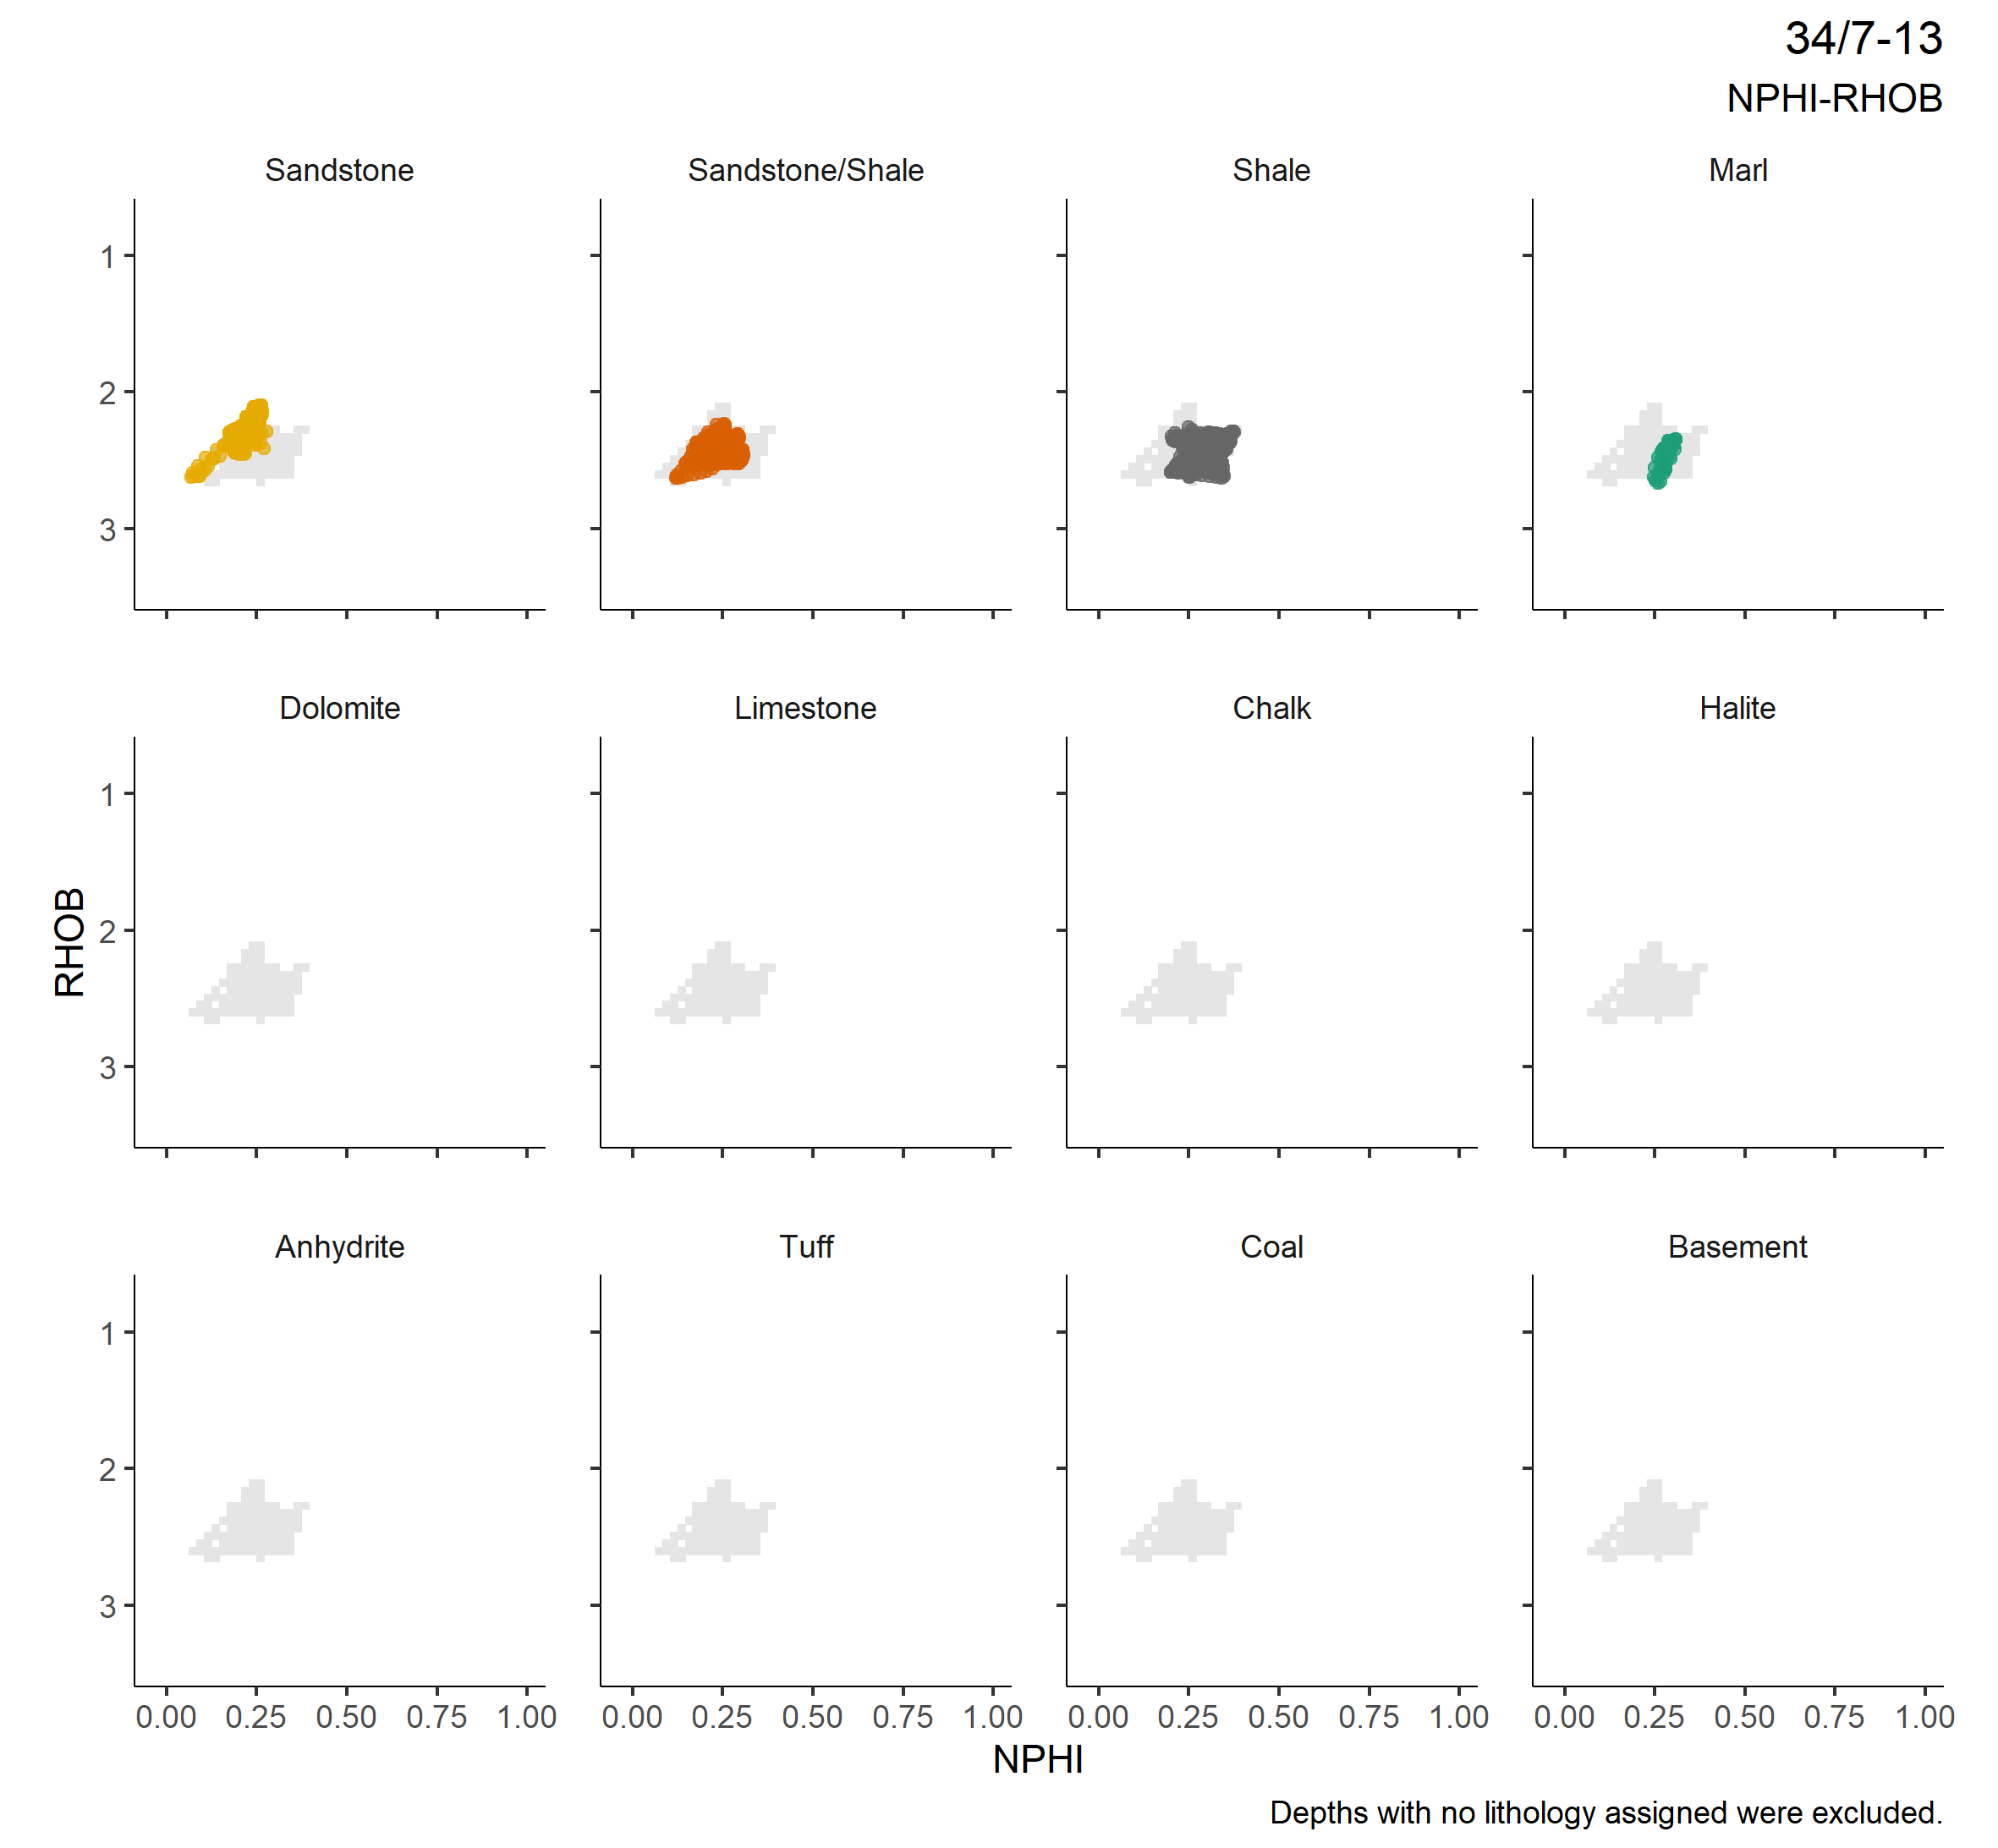 34/7-13
NPHI-RHOB
Sandstone Sandstone/Shale Shale Marl
1
2
3
Dolomite Limestone Chalk Halite
RHOB
1
2
3
Anhydrite Tuff Coal Basement
1
2
3
0.00 0.25 0.50 0.75 1.00 0.00 0.25 0.50 0.75 1.00 0.00 0.25 0.50 0.75 1.00 0.00 0.25 0.50 0.75 1.00
NPHI
Depths with no lithology assigned were excluded.